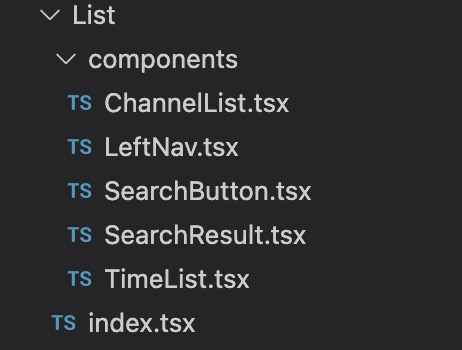 List
components
TS ChannelList.tsx
TS LeftNav.tsx
TS SearchButton.tsx
TS SearchResult.tsx
TS TimeList.tsx
TS index.tsx